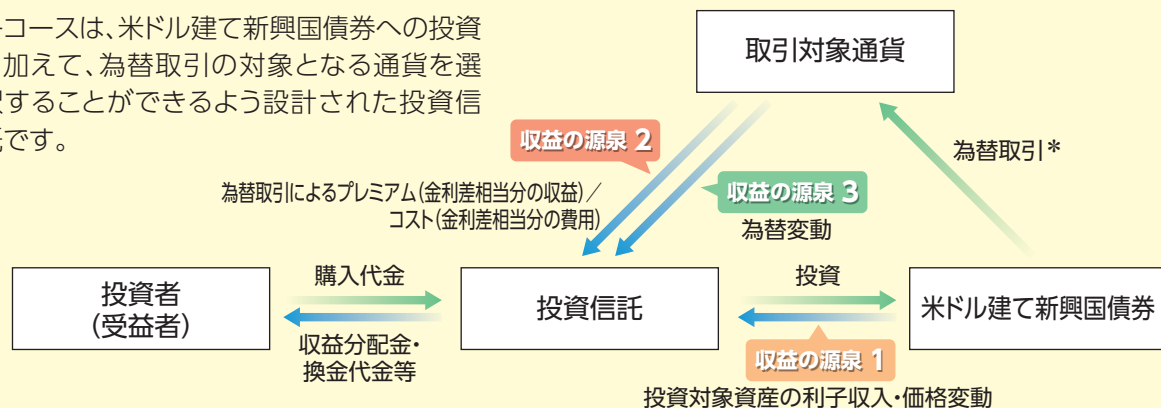 コースは、米ドル建て新興国債券への投資
加えて、為替取引の対象となる通貨を選
することができるよう設計された投資信
です。
取引対象通貨
収益の源泉 2
為替取引*
為替取引によるプレミアム(金利差相当分の収益)/
コスト(金利差相当分の費用)
収益の源泉 3
為替変動
投資者
(受益者)
購入代金
収益分配金・
換金代金等
投資信託
投資
収益の源泉 1
米ドル建て新興国債券
投資対象資産の利子収入・価格変動